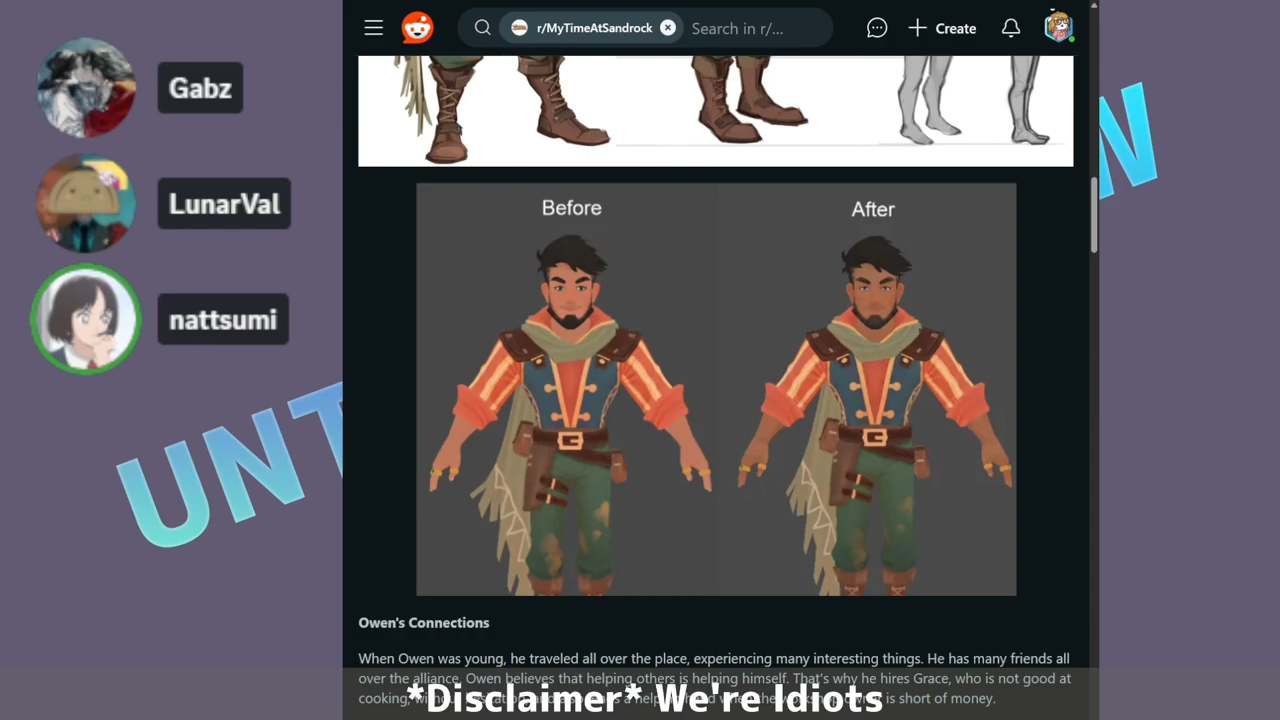 r/MyTimeAtSandrock
Search in r/...
Create
Gabz
LunarVal
nattsumi
UNT
N
Before
After
Owen's Connections
When Owen was young, he traveled all over the place, experiencing many interesting things. He has many friends all
over the alliance. Owen believes that helping others is helping himself. That's why he hires Grace, who is not good at
cooking,
is short of money.
*Disclaimer* We're Idiots